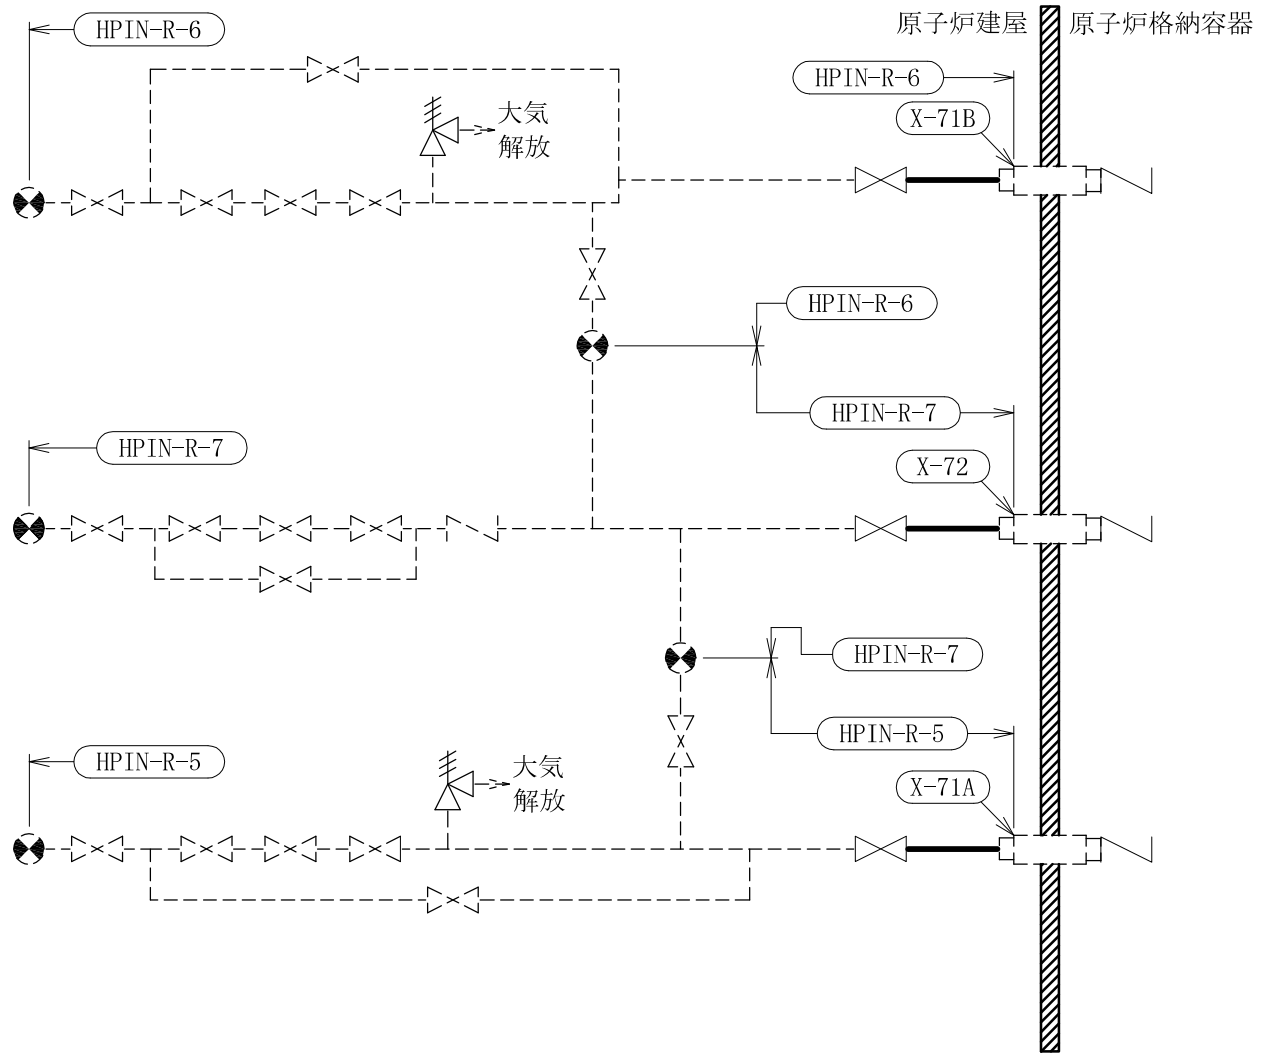 HPIN-R-6
原子炉建屋
原子炉格納容器
HPIN-R-6
大気
解放
X-71B
HPIN-R-6
HPIN-R-7
HPIN-R-7
X-72
HPIN-R-7
HPIN-R-5
HPIN-R-5
大気
解放
X-71A